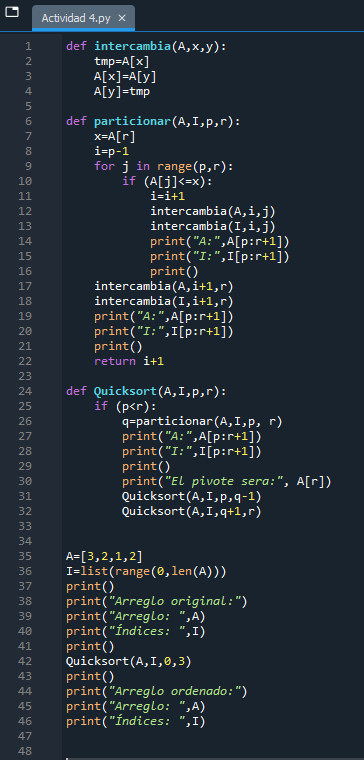 Actividad 4.py ×
1 def intercambia(A,x,y):
2     tmp=A[x]
3     A[x]=A[y]
4     A[y]=tmp
5
6 def particionar(A,I,p,r):
7     x=A[r]
8     i=p-1
9     for j in range(p,r):
10         if (A[j]<=x):
11             i=i+1
12             intercambia(A,i,j)
13             intercambia(I,i,j)
14             print("A:",A[p:r+1])
15             print("I:",I[p:r+1])
16             print()
17     intercambia(A,i+1,r)
18     intercambia(I,i+1,r)
19     print("A:",A[p:r+1])
20     print("I:",I[p:r+1])
21     print()
22     return i+1
23
24 def Quicksort(A,I,p,r):
25     if (p<r):
26         q=particionar(A,I,p, r)
27         print("A:",A[p:r+1])
28         print("I:",I[p:r+1])
29         print()
30         print("El pivote sera:", A[r])
31         Quicksort(A,I,p,q-1)
32         Quicksort(A,I,q+1,r)
33
34
35 A=[3,2,1,2]
36 I=list(range(0,len(A)))
37 print()
38 print("Arreglo original:")
39 print("Arreglo: ",A)
40 print("Índices: ",I)
41 print()
42 Quicksort(A,I,0,3)
43 print()
44 print("Arreglo ordenado:")
45 print("Arreglo: ",A)
46 print("Índices: ",I)
47
48